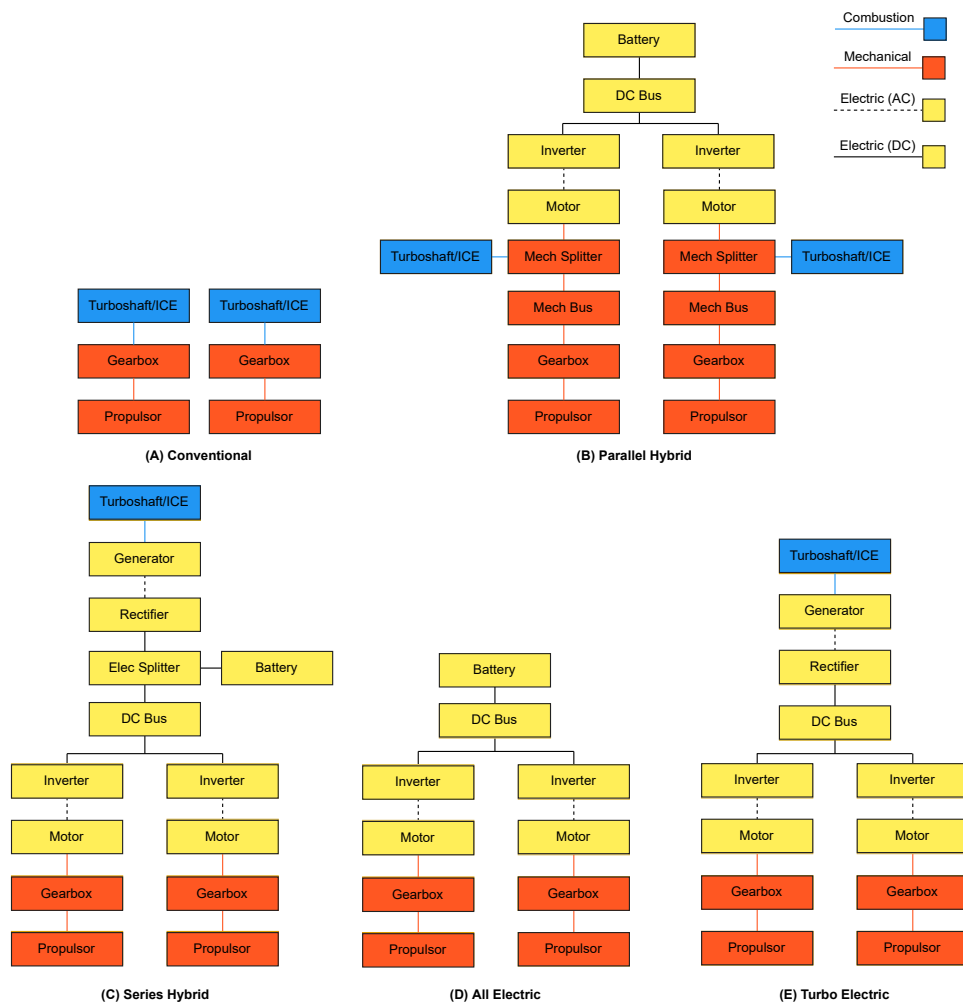 Combustion
Mechanical
Electric (AC)
Electric (DC)
Turboshaft/ICE
Turboshaft/ICE
Gearbox
Gearbox
Propulsor
Propulsor
(A) Conventional
Battery
DC Bus
Inverter
Inverter
Motor
Motor
Turboshaft/ICE
Mech Splitter
Mech Splitter
Turboshaft/ICE
Mech Bus
Mech Bus
Gearbox
Gearbox
Propulsor
Propulsor
(B) Parallel Hybrid
Turboshaft/ICE
Generator
Rectifier
Elec Splitter
Battery
DC Bus
Inverter
Inverter
Motor
Motor
Gearbox
Gearbox
Propulsor
Propulsor
(C) Series Hybrid
Battery
DC Bus
Inverter
Inverter
Motor
Motor
Gearbox
Gearbox
Propulsor
Propulsor
(D) All Electric
Turboshaft/ICE
Generator
Rectifier
DC Bus
Inverter
Inverter
Motor
Motor
Gearbox
Gearbox
Propulsor
Propulsor
(E) Turbo Electric